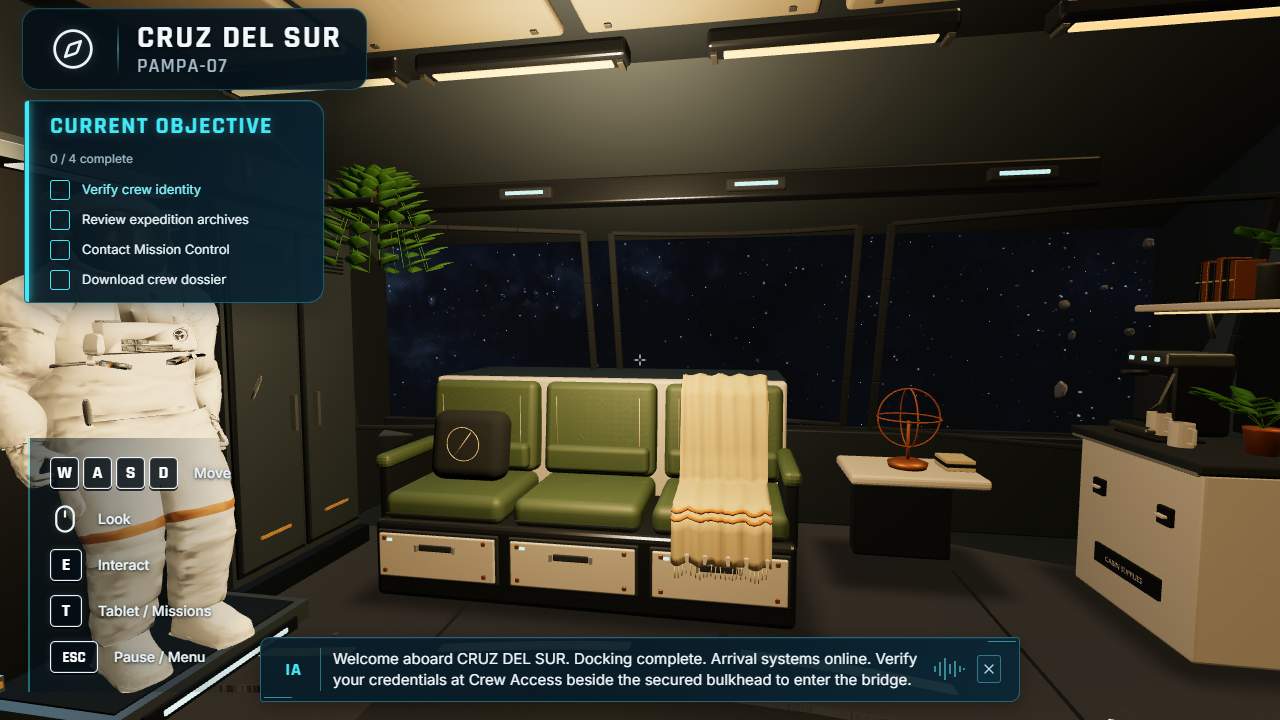 CRUZ DEL SUR
PAMPA-07
CURRENT OBJECTIVE
0 / 4 complete
Verify crew identity
Review expedition archives
Contact Mission Control
Download crew dossier
W A S D Move
Look
E Interact
T Tablet / Missions
ESC Pause / Menu
CABIN SUPPLIES
IA
Welcome aboard CRUZ DEL SUR. Docking complete. Arrival systems online. Verify
your credentials at Crew Access beside the secured bulkhead to enter the bridge.